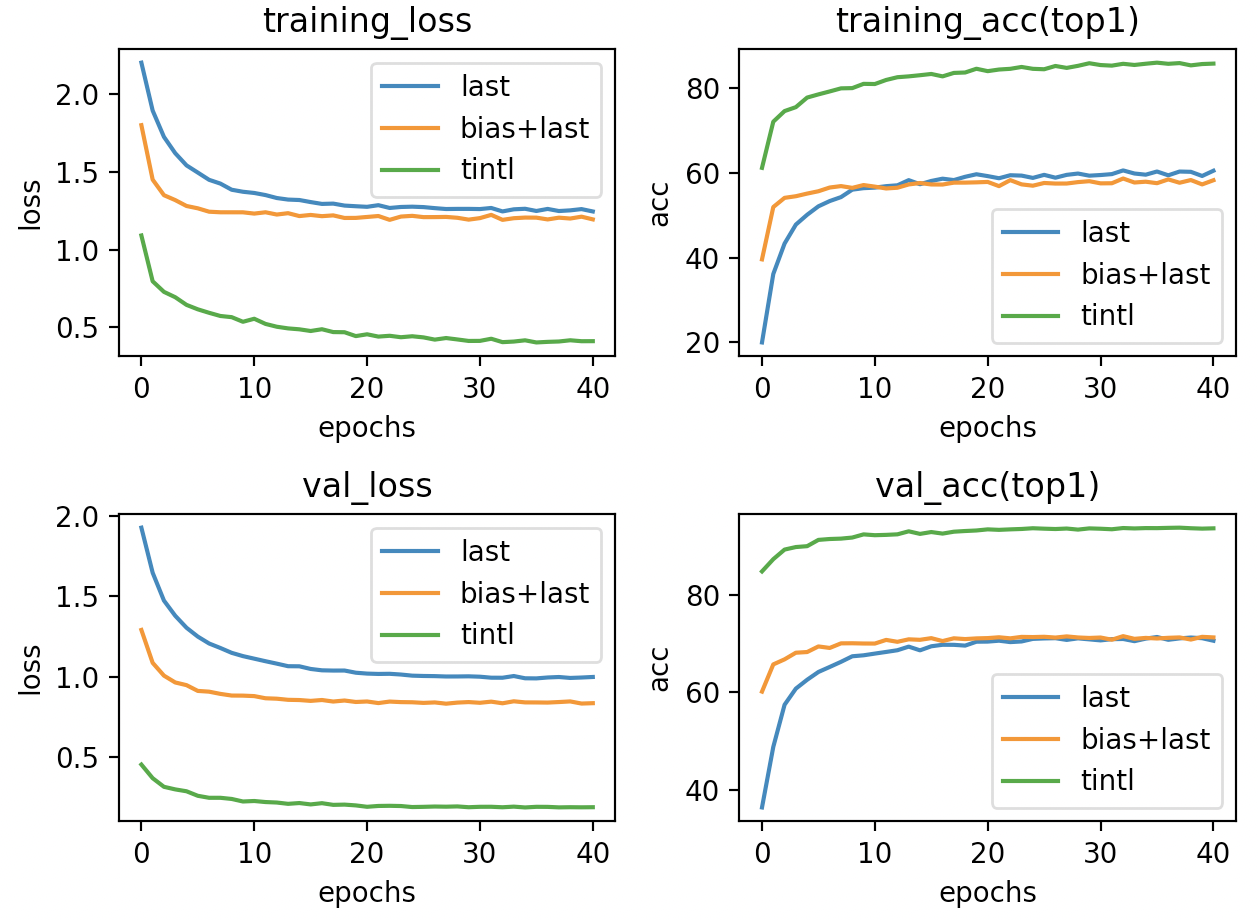 training_loss
2.0
1.5
1.0
0.5
loss
last
bias+last
tintl
0 10 20 30 40
epochs
training_acc(top1)
80
60
40
20
acc
last
bias+last
tintl
0 10 20 30 40
epochs
val_loss
2.0
1.5
1.0
0.5
loss
last
bias+last
tintl
0 10 20 30 40
epochs
val_acc(top1)
80
60
40
acc
last
bias+last
tintl
0 10 20 30 40
epochs